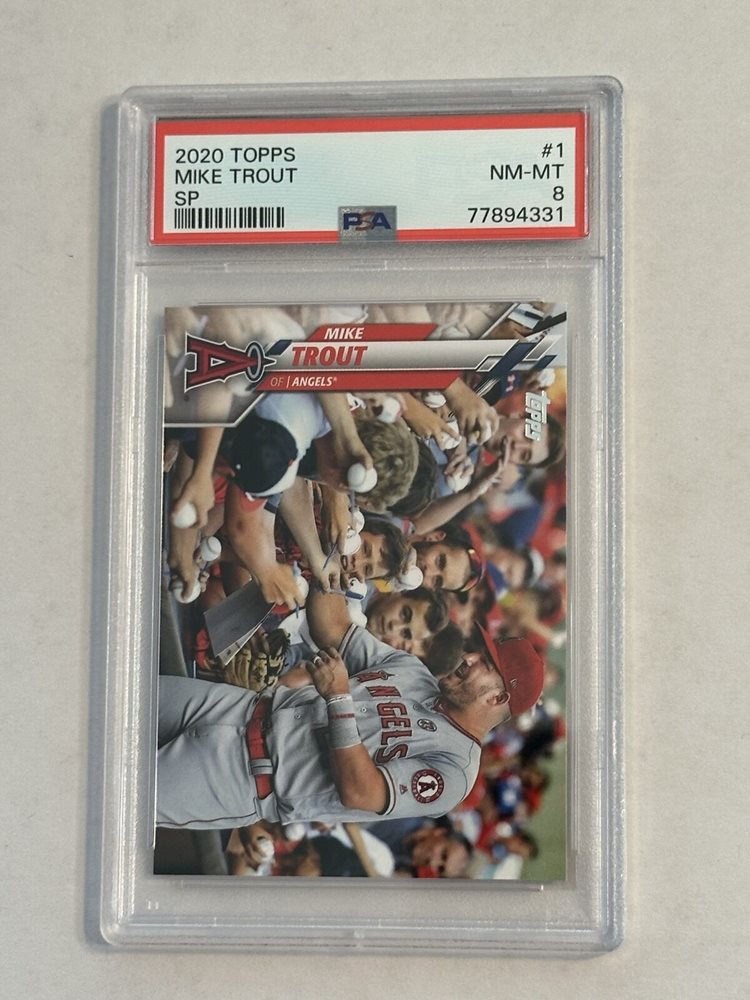 2020 TOPPS #1
MIKE TROUT NM-MT
SP 8
77894331
PSA
MIKE
TROUT
OF | ANGELS®
A
topps
ANGELS
A